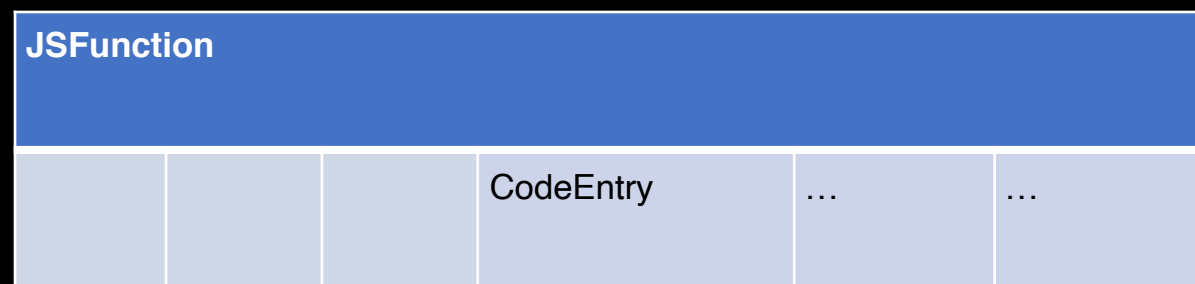 JSFunction
CodeEntry … …